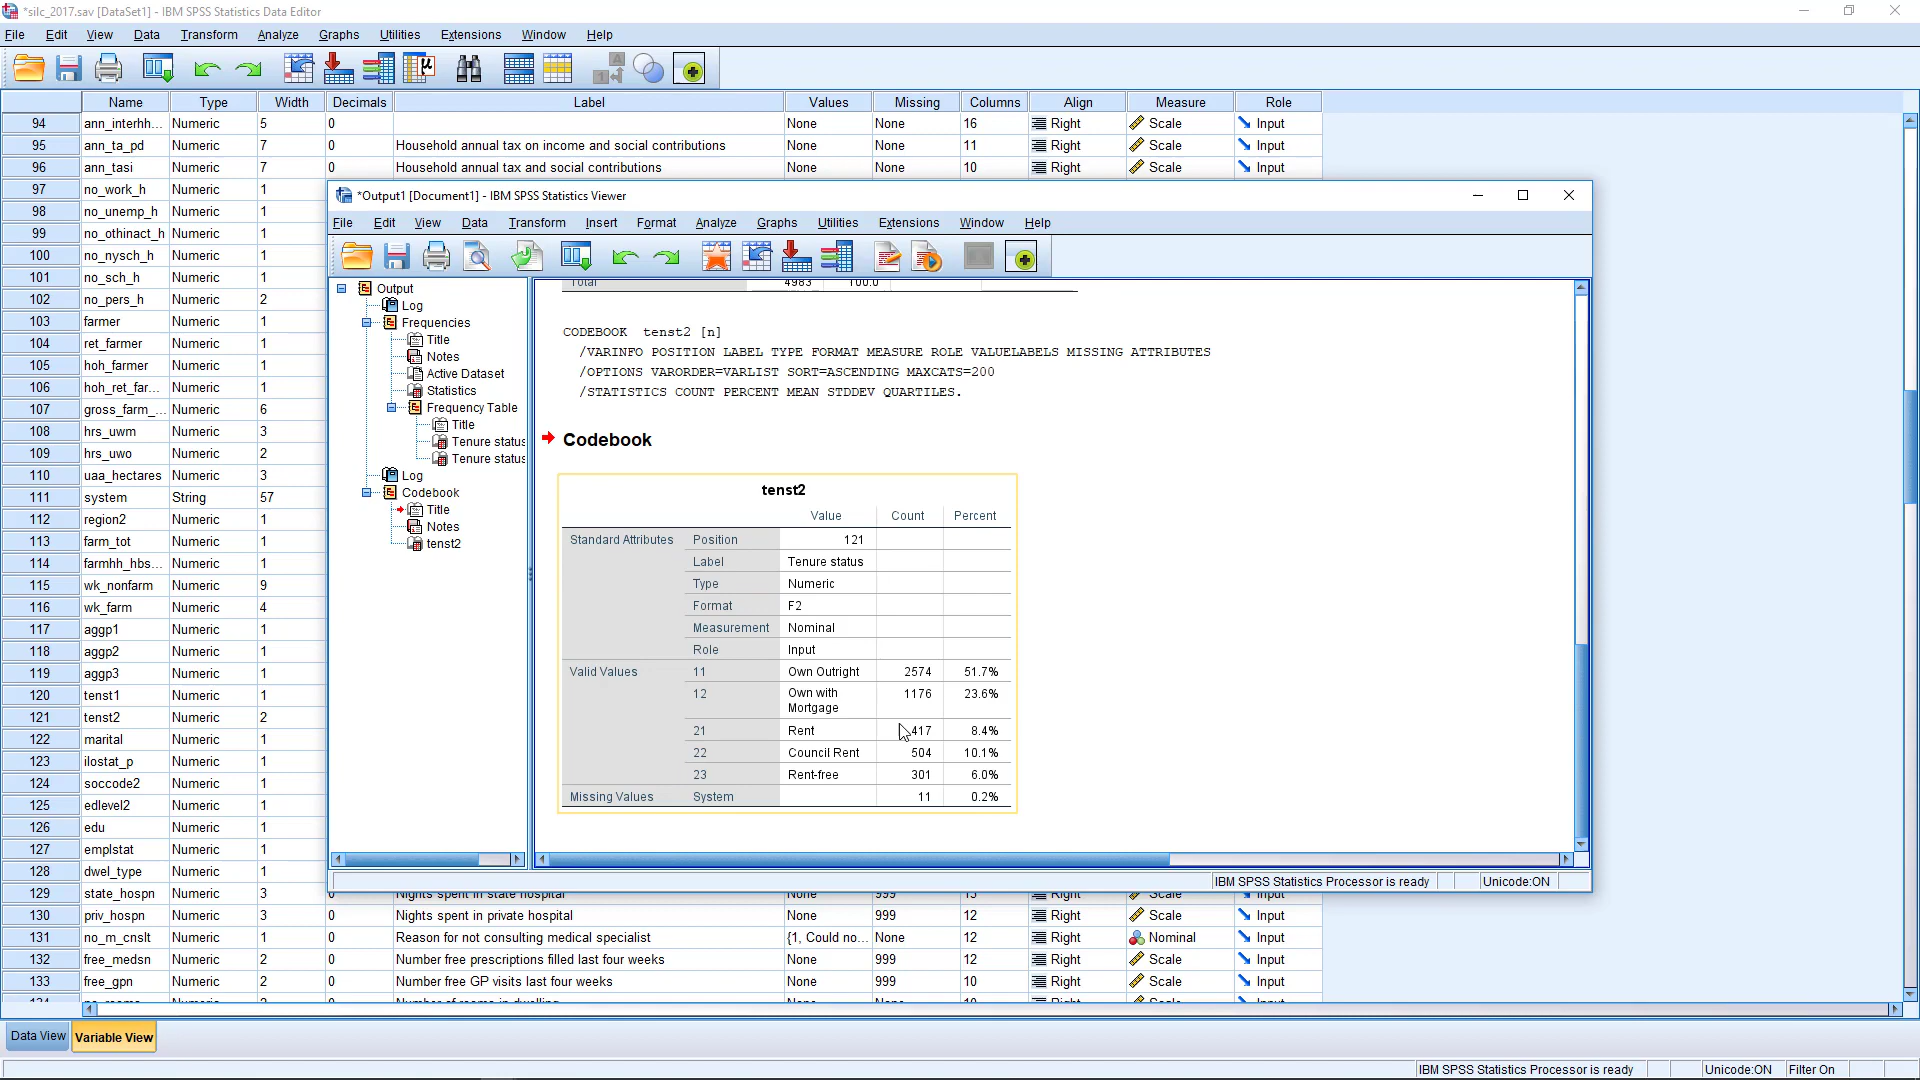 *silc_2017.sav [DataSet1] - IBM SPSS Statistics Data Editor
File Edit View Data Transform Analyze Graphs Utilities Extensions Window Help
Name Type Width Decimals Label Values Missing Columns Align Measure Role
94 ann_interhh... Numeric 5 0 None None 16 Right Scale Input
95 ann_ta_pd Numeric 7 0 Household annual tax on income and social contributions None None 11 Right Scale Input
96 ann_tasi Numeric 7 0 Household annual tax and social contributions None None 10 Right Scale Input
97 no_work_h Numeric 1
98 no_unemp_h Numeric 1
99 no_othinact_h Numeric 1
100 no_nysch_h Numeric 1
101 no_sch_h Numeric 1
102 no_pers_h Numeric 2
103 farmer Numeric 1
104 ret_farmer Numeric 1
105 hoh_farmer Numeric 1
106 hoh_ret_far... Numeric 1
107 gross_farm_... Numeric 6
108 hrs_uwm Numeric 3
109 hrs_uwo Numeric 2
110 uaa_hectares Numeric 3
111 system String 57
112 region2 Numeric 1
113 farm_tot Numeric 1
114 farmhh_hbs... Numeric 1
115 wk_nonfarm Numeric 9
116 wk_farm Numeric 4
117 aggp1 Numeric 1
118 aggp2 Numeric 1
119 aggp3 Numeric 1
120 tenst1 Numeric 1
121 tenst2 Numeric 2
122 marital Numeric 1
123 ilostat_p Numeric 1
124 soccode2 Numeric 1
125 edlevel2 Numeric 1
126 edu Numeric 1
127 emplstat Numeric 1
128 dwel_type Numeric 1
129 state_hospn Numeric 3 0 Nights spent in state hospital None 999 13 Right Scale Input
130 priv_hospn Numeric 3 0 Nights spent in private hospital None 999 12 Right Scale Input
131 no_m_cnslt Numeric 1 0 Reason for not consulting medical specialist {1, Could no... None 12 Right Nominal Input
132 free_medsn Numeric 2 0 Number free prescriptions filled last four weeks None 999 12 Right Scale Input
133 free_gpn Numeric 2 0 Number free GP visits last four weeks None 999 10 Right Scale Input
*Output1 [Document1] - IBM SPSS Statistics Viewer
File Edit View Data Transform Insert Format Analyze Graphs Utilities Extensions Window Help
Output
Log
Frequencies
Title
Notes
Active Dataset
Statistics
Frequency Table
Title
Tenure status
Tenure status
Log
Codebook
Title
Notes
tenst2
Total 4983 100.0
CODEBOOK tenst2 [n]
/VARINFO POSITION LABEL TYPE FORMAT MEASURE ROLE VALUELABELS MISSING ATTRIBUTES
/OPTIONS VARORDER=VARLIST SORT=ASCENDING MAXCATS=200
/STATISTICS COUNT PERCENT MEAN STDDEV QUARTILES.
Codebook
tenst2
Value Count Percent
Standard Attributes Position 121
Label Tenure status
Type Numeric
Format F2
Measurement Nominal
Role Input
Valid Values 11 Own Outright 2574 51.7%
12 Own with 1176 23.6%
Mortgage
21 Rent 417 8.4%
22 Council Rent 504 10.1%
23 Rent-free 301 6.0%
Missing Values System 11 0.2%
IBM SPSS Statistics Processor is ready Unicode:ON
Data View Variable View
IBM SPSS Statistics Processor is ready Unicode:ON Filter On